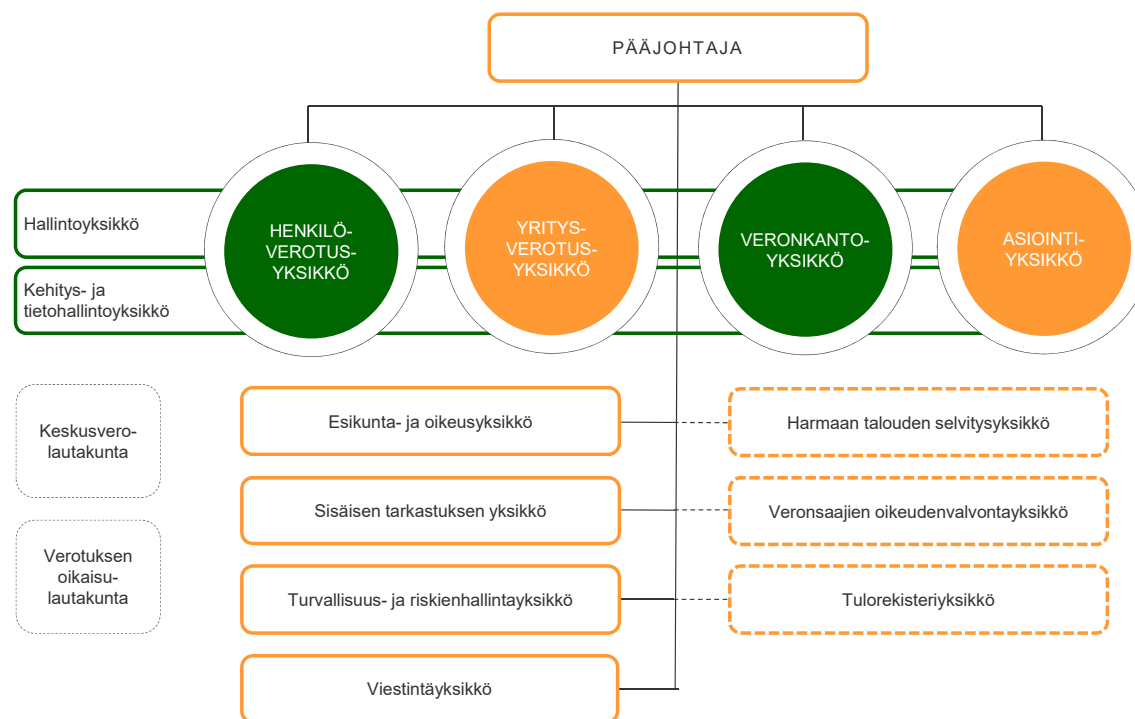 PÄÄJOHTAJA
Hallintoyksikkö
Kehitys- ja
tietohallintoyksikkö
HENKILÖ-
VEROTUS-
YKSIKKÖ
YRITYS-
VEROTUS-
YKSIKKÖ
VERONKANTO-
YKSIKKÖ
ASIOINTI-
YKSIKKÖ
Keskusvero-
lautakunta
Verotuksen
oikaisu-
lautakunta
Esikunta- ja oikeusyksikkö
Sisäisen tarkastuksen yksikkö
Turvallisuus- ja riskienhallintayksikkö
Viestintäyksikkö
Harmaan talouden selvitysyksikkö
Veronsaajien oikeudenvalvontayksikkö
Tulorekisteriyksikkö